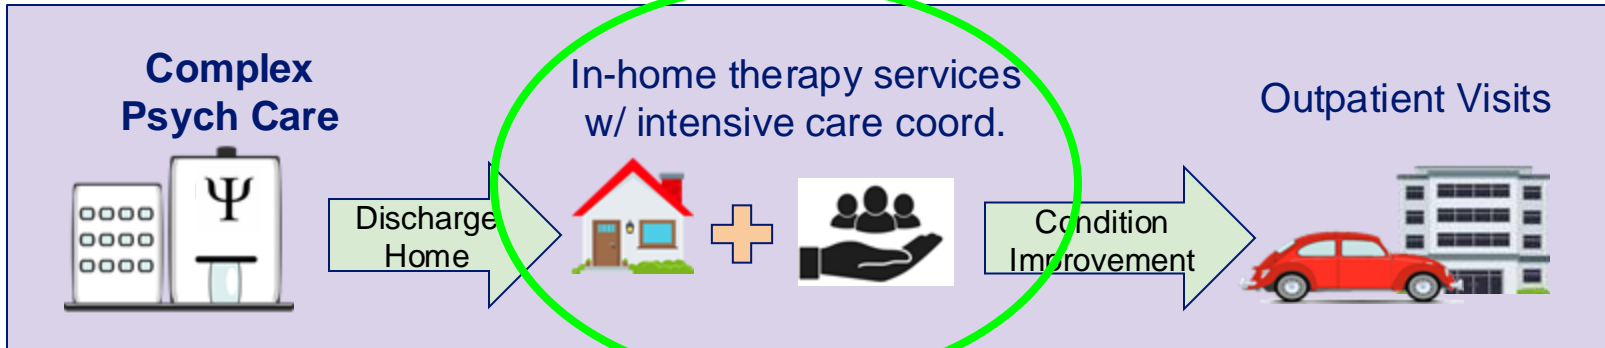 Complex
Psych Care
Ψ
Discharge
Home
In-home therapy services
w/ intensive care coord.
Condition
Improvement
Outpatient Visits